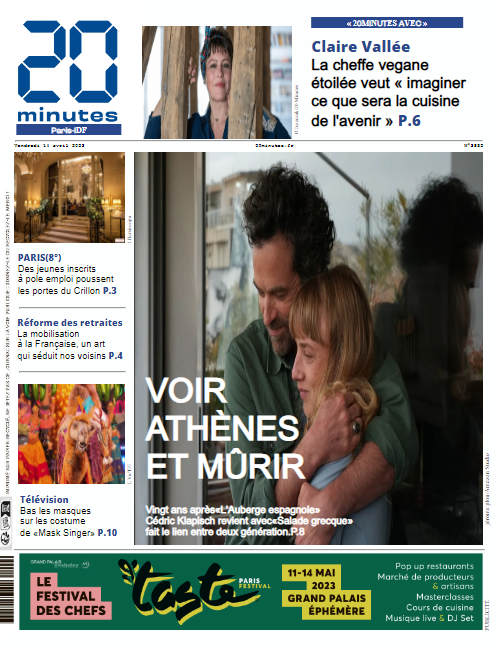 20
minutes
Paris-IDF
« 20MINUTES AVEC »
Claire Vallée
La cheffe vegane
étoilée veut « imaginer
ce que sera la cuisine
de l'avenir » P.6
Vendredi 14 avril 2023
20minutes.fr
PARIS(8°)
Des jeunes inscrits
à pole emploi poussent
les portes du Crillon P.3
Réforme des retraites
La mobilisation
à la Française, un art
qui séduit nos voisins P.4
Télévision
Bas les masques
sur les costume
de «Mask Singer» P.10
VOIR
ATHÈNES
ET MÛRIR
Vingt ans après«L'Auberge espagnole»
Cédric Klapisch revient avec«Salade grecque»
fait le lien entre deux génération.P.8
GRAND PALAIS
LE
FESTIVAL
DES CHEFS
taste
PARIS
FESTIVAL
11-14 MAI
2023
GRAND PALAIS
ÉPHÉMÈRE
Pop up restaurants
Marché de producteurs
& artisans
Masterclasses
Cours de cuisine
Musique live & DJ Set
PUBLICITÉ